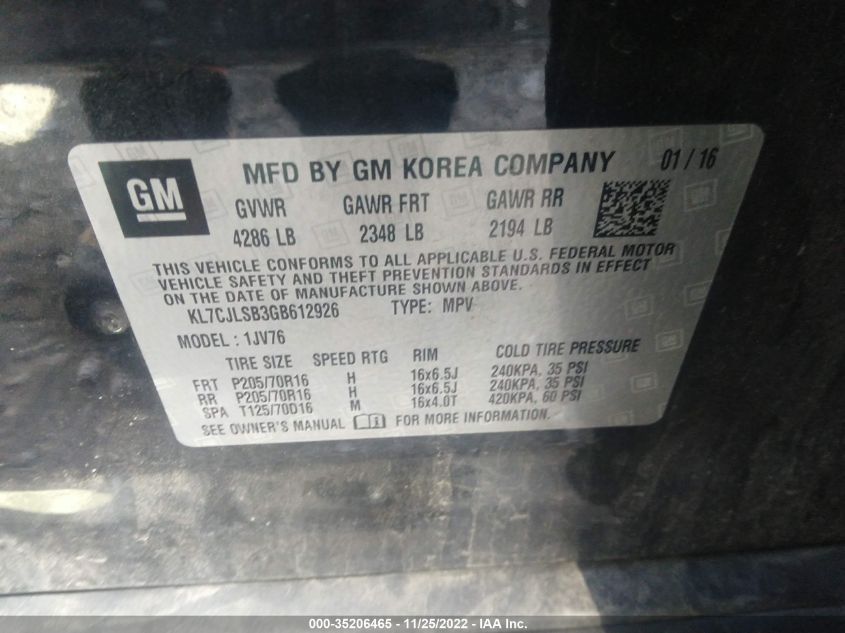 GM
MFD BY GM KOREA COMPANY 01 / 16
GVWR GAWR FRT GAWR RR
4286 LB 2348 LB 2194 LB
THIS VEHICLE CONFORMS TO ALL APPLICABLE U.S. FEDERAL MOTOR
VEHICLE SAFETY AND THEFT PREVENTION STANDARDS IN EFFECT
ON THE DATE OF MANUFACTURE SHOWN ABOVE.
KL7CJLSB3GB612926 TYPE: MPV
MODEL : 1JV76
TIRE SIZE SPEED RTG RIM COLD TIRE PRESSURE
FRT P205/70R16 H 16x6.5J 240KPA, 35 PSI
RR P205/70R16 H 16x6.5J 240KPA, 35 PSI
SPA T125/70D16 M 16x4.0T 420KPA, 60 PSI
SEE OWNER'S MANUAL FOR MORE INFORMATION.
000-35206465 - 11/25/2022 - IAA Inc.